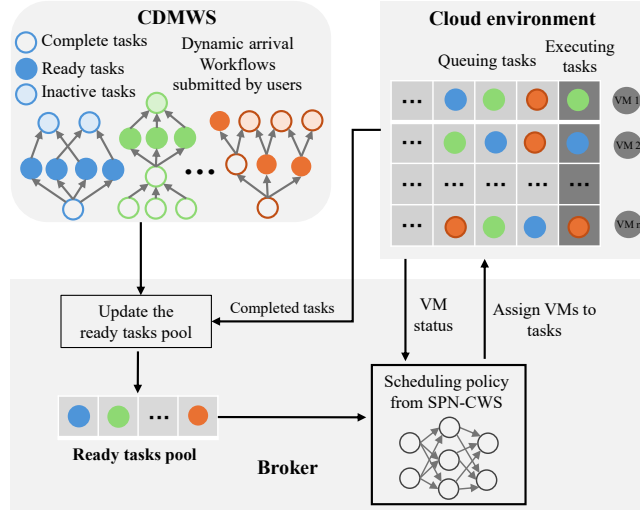 CDMWS
Complete tasks
Ready tasks
Inactive tasks
Dynamic arrival
Workflows
submitted by users
...
Cloud environment
Queuing tasks
Executing
tasks
...
VM 1
...
VM 2
... ... ... ... ...
...
VM n
Update the
ready tasks pool
Completed tasks
VM
status
Assign VMs to
tasks
...
Ready tasks pool
Broker
Scheduling policy
from SPN-CWS